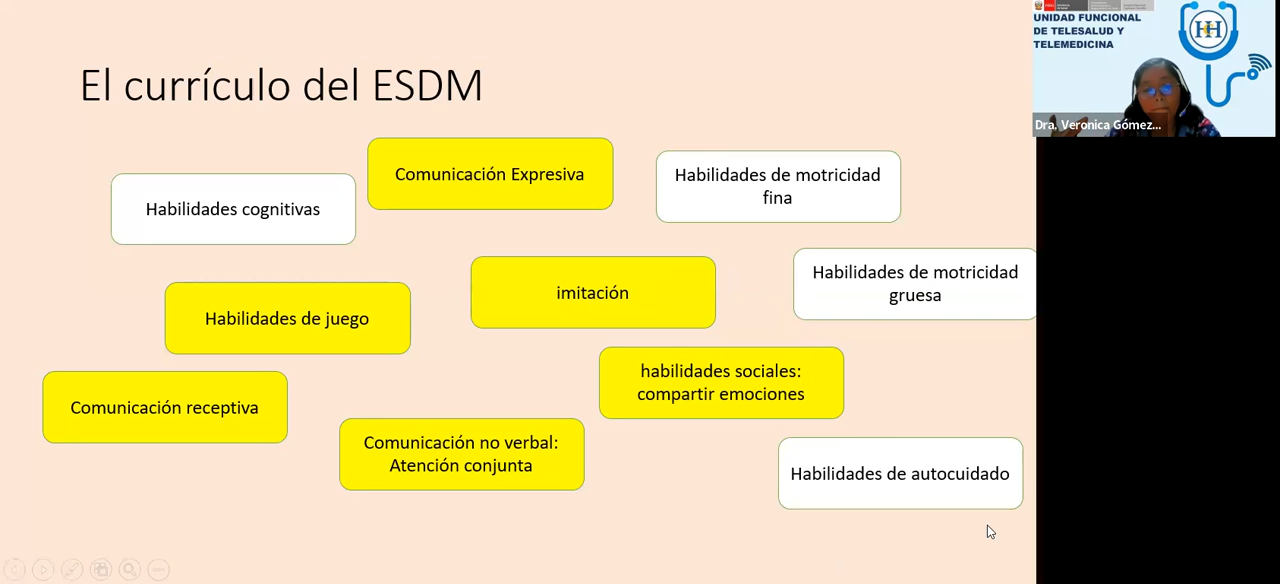 El currículo del ESDM
Comunicación Expresiva
Habilidades de motricidad
fina
Habilidades cognitivas
imitación
Habilidades de motricidad
gruesa
Habilidades de juego
habilidades sociales:
compartir emociones
Comunicación receptiva
Comunicación no verbal:
Atención conjunta
Habilidades de autocuidado
UNIDAD FUNCIONAL
DE TELESALUD Y
TELEMEDICINA
HH
Dra. Veronica Gómez...